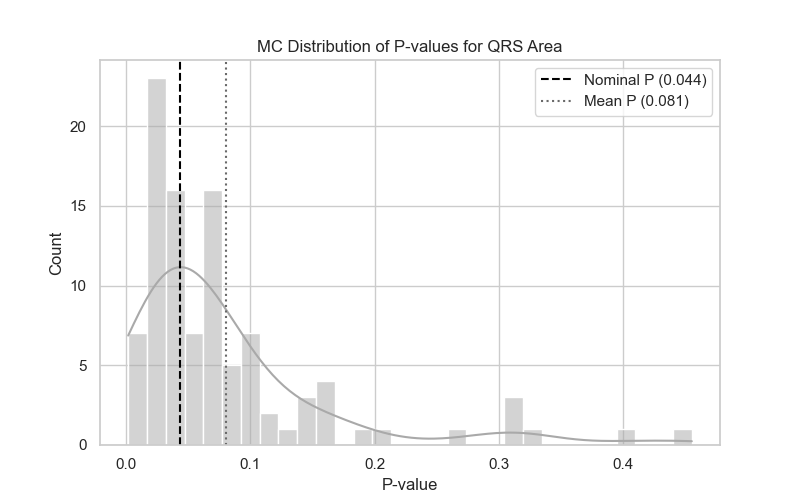 MC Distribution of P-values for QRS Area
Nominal P (0.044)
Mean P (0.081)
Count
20
15
10
5
0
0.0 0.1 0.2 0.3 0.4
P-value